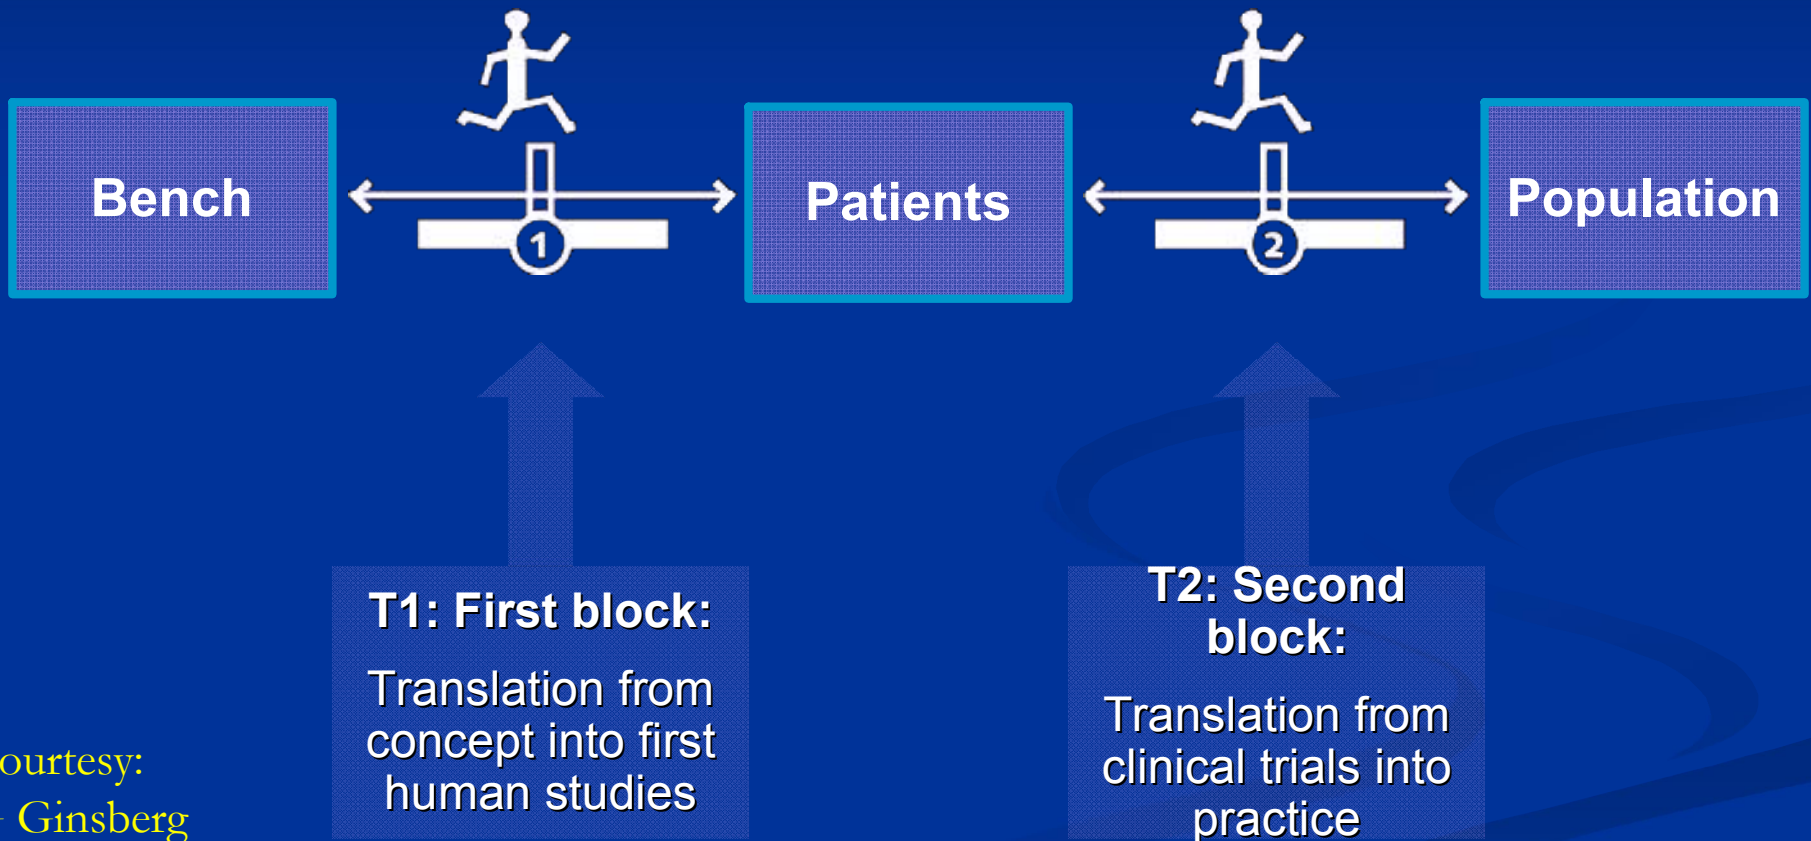 Bench
1
Patients
2
Population
T1: First block:
Translation from
concept into first
human studies
T2: Second
block:
Translation from
clinical trials into
practice
Ginsberg